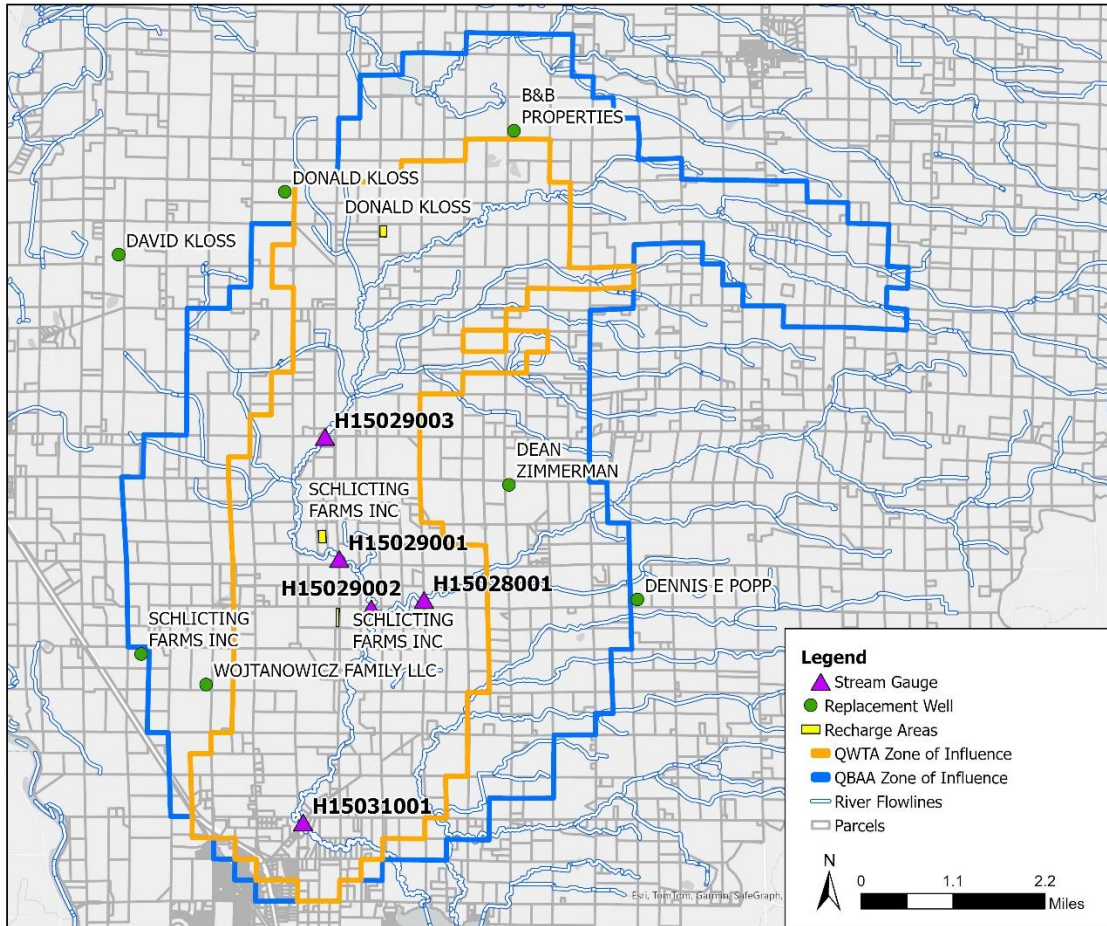 B&B
PROPERTIES
DONALD KLOSS
DONALD KLOSS
DAVID KLOSS
H15029003
DEAN
ZIMMERMAN
SCHLICTING
FARMS INC
H15029001
H15029002
H15028001
DENNIS E POPP
SCHLICTING
FARMS INC
SCHLICTING
FARMS INC
WOJTANOWICZ FAMILY LLC
H15031001
Esri, TomTom, Garmin, SafeGraph,
Legend
Stream Gauge
Replacement Well
Recharge Areas
QWTA Zone of Influence
QBAA Zone of Influence
River Flowlines
Parcels
N
0 1.1 2.2
Miles